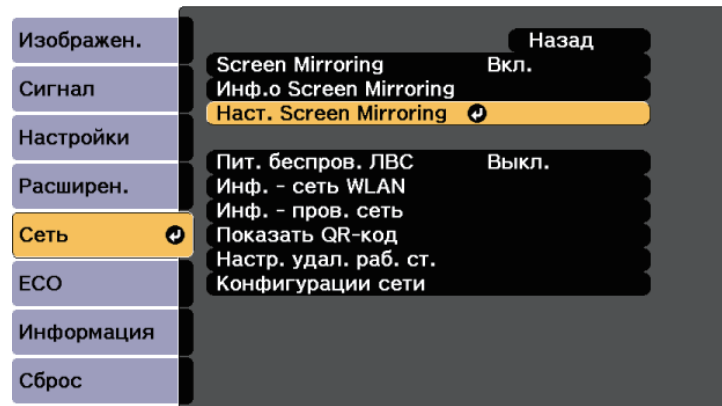 Изображен.
Сигнал
Настройки
Расширен.
Сеть
ECO
Информация
Сброс
Назад
Screen Mirroring Вкл.
Инф.о Screen Mirroring
Наст. Screen Mirroring
Пит. беспров. ЛВС Выкл.
Инф. - сеть WLAN
Инф. - пров. сеть
Показать QR-код
Настр. удал. раб. ст.
Конфигурации сети